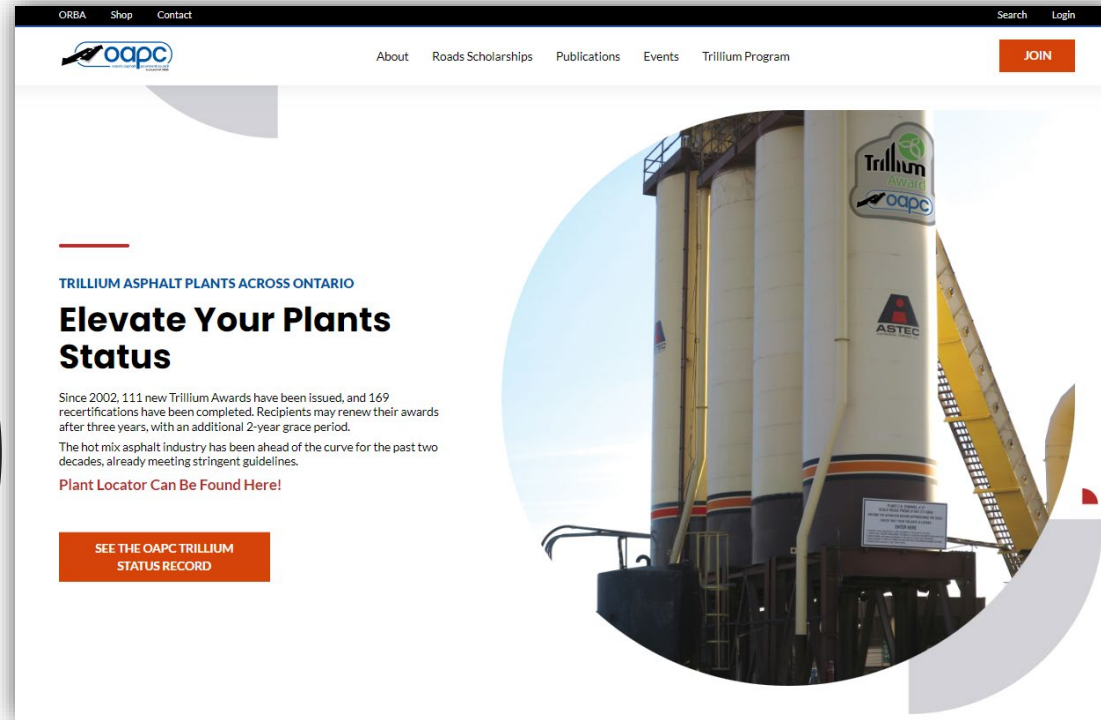 ORBA Shop Contact Search Login
oapc
About Roads Scholarships Publications Events Trillium Program
JOIN
TRILLIUM ASPHALT PLANTS ACROSS ONTARIO
Elevate Your Plants
Status
Since 2002, 111 new Trillium Awards have been issued, and 169
recertifications have been completed. Recipients may renew their awards
after three years, with an additional 2-year grace period.
The hot mix asphalt industry has been ahead of the curve for the past two
decades, already meeting stringent guidelines.
Plant Locator Can Be Found Here!
SEE THE OAPC TRILLIUM
STATUS RECORD
Trillium
Award
oapc
ASTEC
ENTER HERE